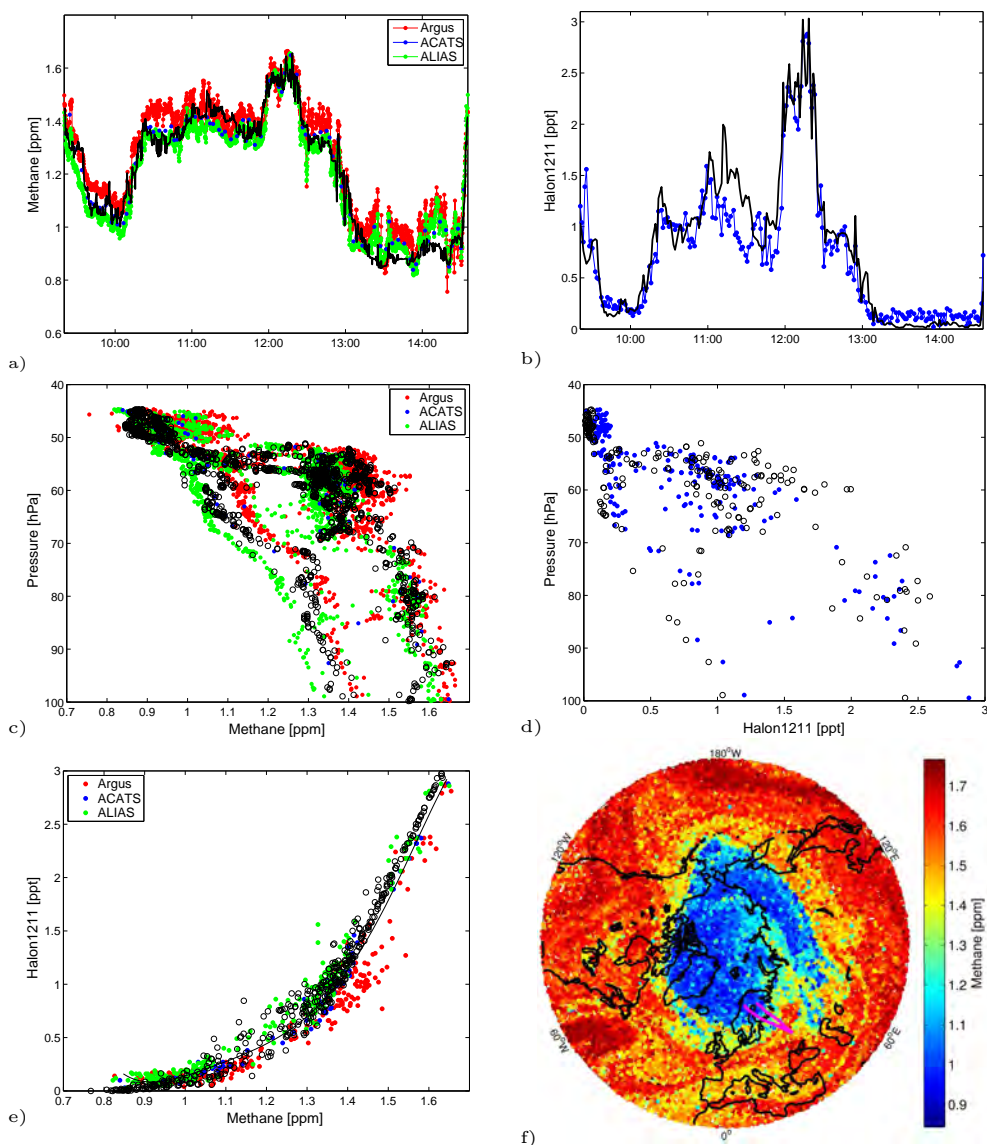 Argus
ACATS
ALIAS
1.6
1.4
1.2
1
0.8
0.6
Methane [ppm]
10:00 11:00 12:00 13:00 14:00
a)
3
2.5
2
1.5
1
0.5
0
Halon1211 [ppt]
10:00 11:00 12:00 13:00 14:00
b)
Argus
ACATS
ALIAS
40
50
60
70
80
90
100
Pressure [hPa]
0.7 0.8 0.9 1 1.1 1.2 1.3 1.4 1.5 1.6 1.7
Methane [ppm]
c)
40
50
60
70
80
90
100
Pressure [hPa]
0 0.5 1 1.5 2 2.5 3
Halon1211 [ppt]
d)
Argus
ACATS
ALIAS
3
2.5
2
1.5
1
0.5
0
Halon1211 [ppt]
0.7 0.8 0.9 1 1.1 1.2 1.3 1.4 1.5 1.6 1.7
Methane [ppm]
e)
180°W
120°W
120°E
60°W
60°E
0°
1.7
1.6
1.5
1.4
1.3
1.2
1.1
1
0.9
Methane [ppm]
f)